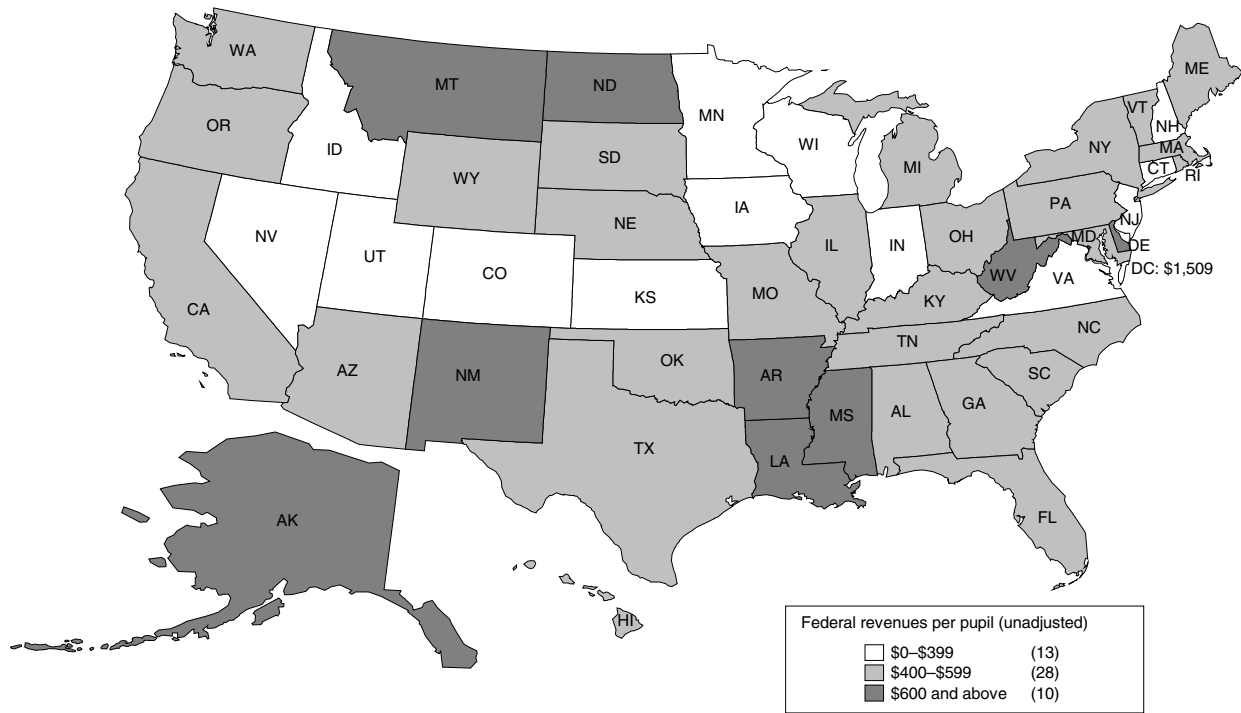 WA
MT
ND
MN
ME
OR
ID
SD
WI
MI
NY
VT
NH
MA
CT
RI
WY
NE
IA
PA
NJ
NV
UT
CO
IL
IN
OH
MD
DE
DC: $1,509
CA
KS
MO
WV
VA
KY
NC
TN
AZ
NM
OK
AR
SC
MS
AL
GA
TX
LA
FL
AK
HI
Federal revenues per pupil (unadjusted)
$0–$399 (13)
$400–$599 (28)
$600 and above (10)